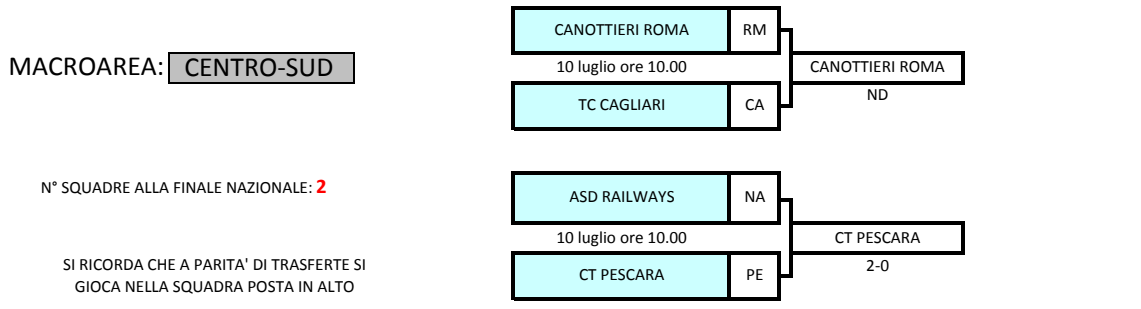 MACROAREA: CENTRO-SUD
N° SQUADRE ALLA FINALE NAZIONALE: 2
SI RICORDA CHE A PARITA' DI TRASFERTE SI
GIOCA NELLA SQUADRA POSTA IN ALTO
CANOTTIERI ROMA RM
10 luglio ore 10.00
TC CAGLIARI CA
CANOTTIERI ROMA
ND
ASD RAILWAYS NA
10 luglio ore 10.00
CT PESCARA PE
CT PESCARA
2-0